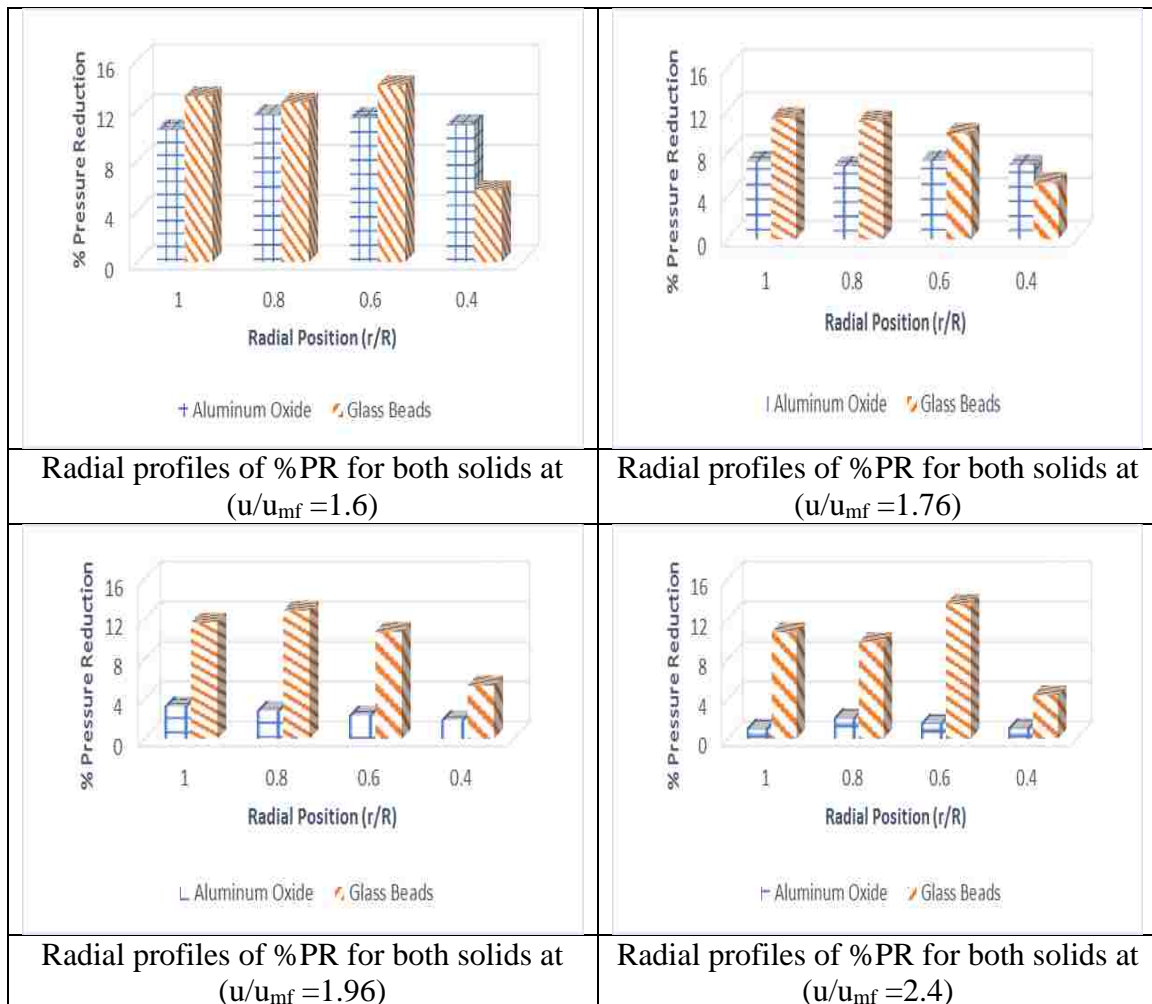 % Pressure Reduction
16
12
8
4
0
1 0.8 0.6 0.4
Radial Position (r/R)
Aluminum Oxide Glass Beads
Radial profiles of %PR for both solids at
(u/umf =1.6)
% Pressure Reduction
16
12
8
4
0
1 0.8 0.6 0.4
Radial Position (r/R)
Aluminum Oxide Glass Beads
Radial profiles of %PR for both solids at
(u/umf =1.76)
% Pressure Reduction
16
12
8
4
0
1 0.8 0.6 0.4
Radial Position (r/R)
Aluminum Oxide Glass Beads
Radial profiles of %PR for both solids at
(u/umf =1.96)
% Pressure Reduction
16
12
8
4
0
1 0.8 0.6 0.4
Radial Position (r/R)
Aluminum Oxide Glass Beads
Radial profiles of %PR for both solids at
(u/umf =2.4)